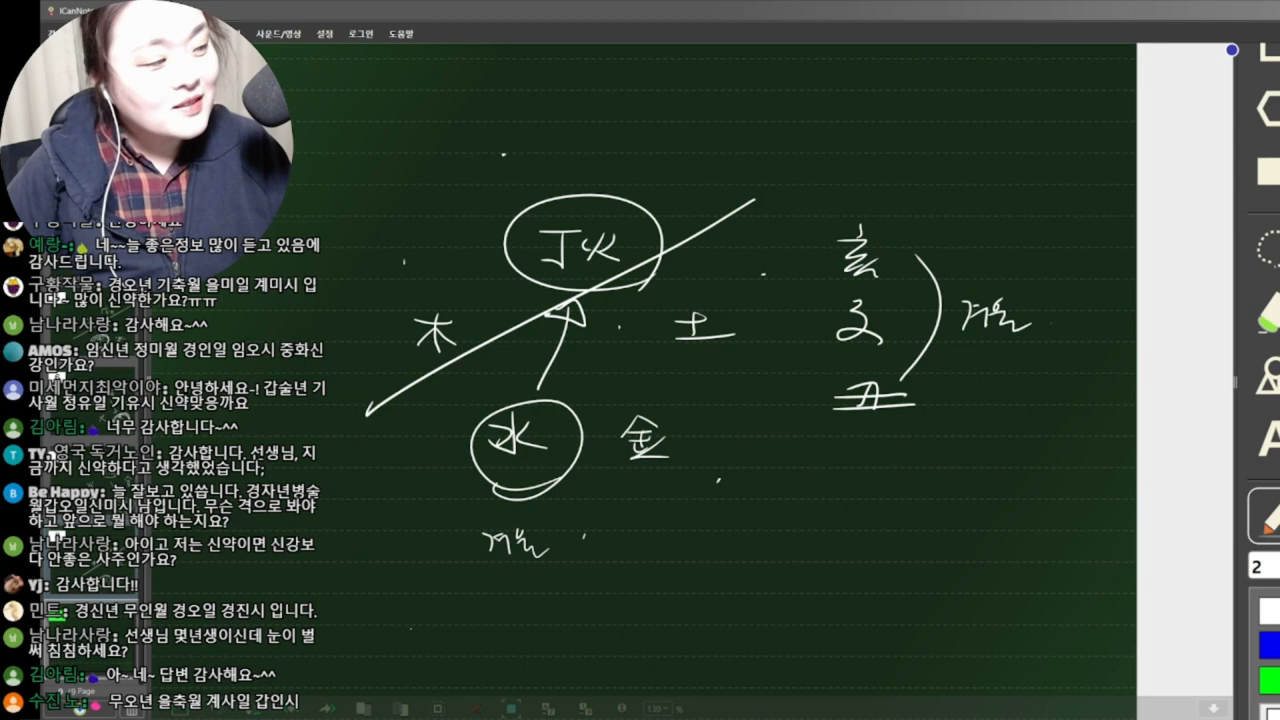 ICanNote
사운드/영상 설정 로그인 도움말
예랑-: 네~~늘 좋은정보 많이 듣고 있음에
감사드립니닥.
구황작물: 경오년 기축월 을미일 계미시 입
니다~ 많이 신약한가요?ㅠㅠ
남나라사랑: 감사해요~^^
AMOS: 임신년 정미월 경인일 임오시 중화신
강인가요?
미세먼지최악이야: 안녕하세요-! 갑술년 기
사월 정유일 기유시 신약맞을까요
김아림: 너무 감사합니다~^^
TV, 영국 독거노인: 감사합니다. 선생님, 지
금까지 신약하다고 생각했었습니다;
Be Happy: 늘 잘보고 있씁니다. 경자년병술
월갑오일신미시 남입니다. 무슨 격으로 봐야
하고 앞으로 뭘 해야 하는지요?
남나라사랑: 아이고 저는 신약이면 신강보
다 안좋은 사주인가요?
Yj: 감사합니다!!
민트: 경신년 무인월 경오일 경진시 입니다.
남나라사랑: 선생님 몇년생이신데 눈이 벌
써 침침하세요?
김아림: 아~ 네~ 답변 감사해요~^^
수진 노: 무오년 을축월 계사일 갑인시
丁火
木
土
水
金
겨울
亥
子
丑
겨울
/9 Page
130 %
2
A